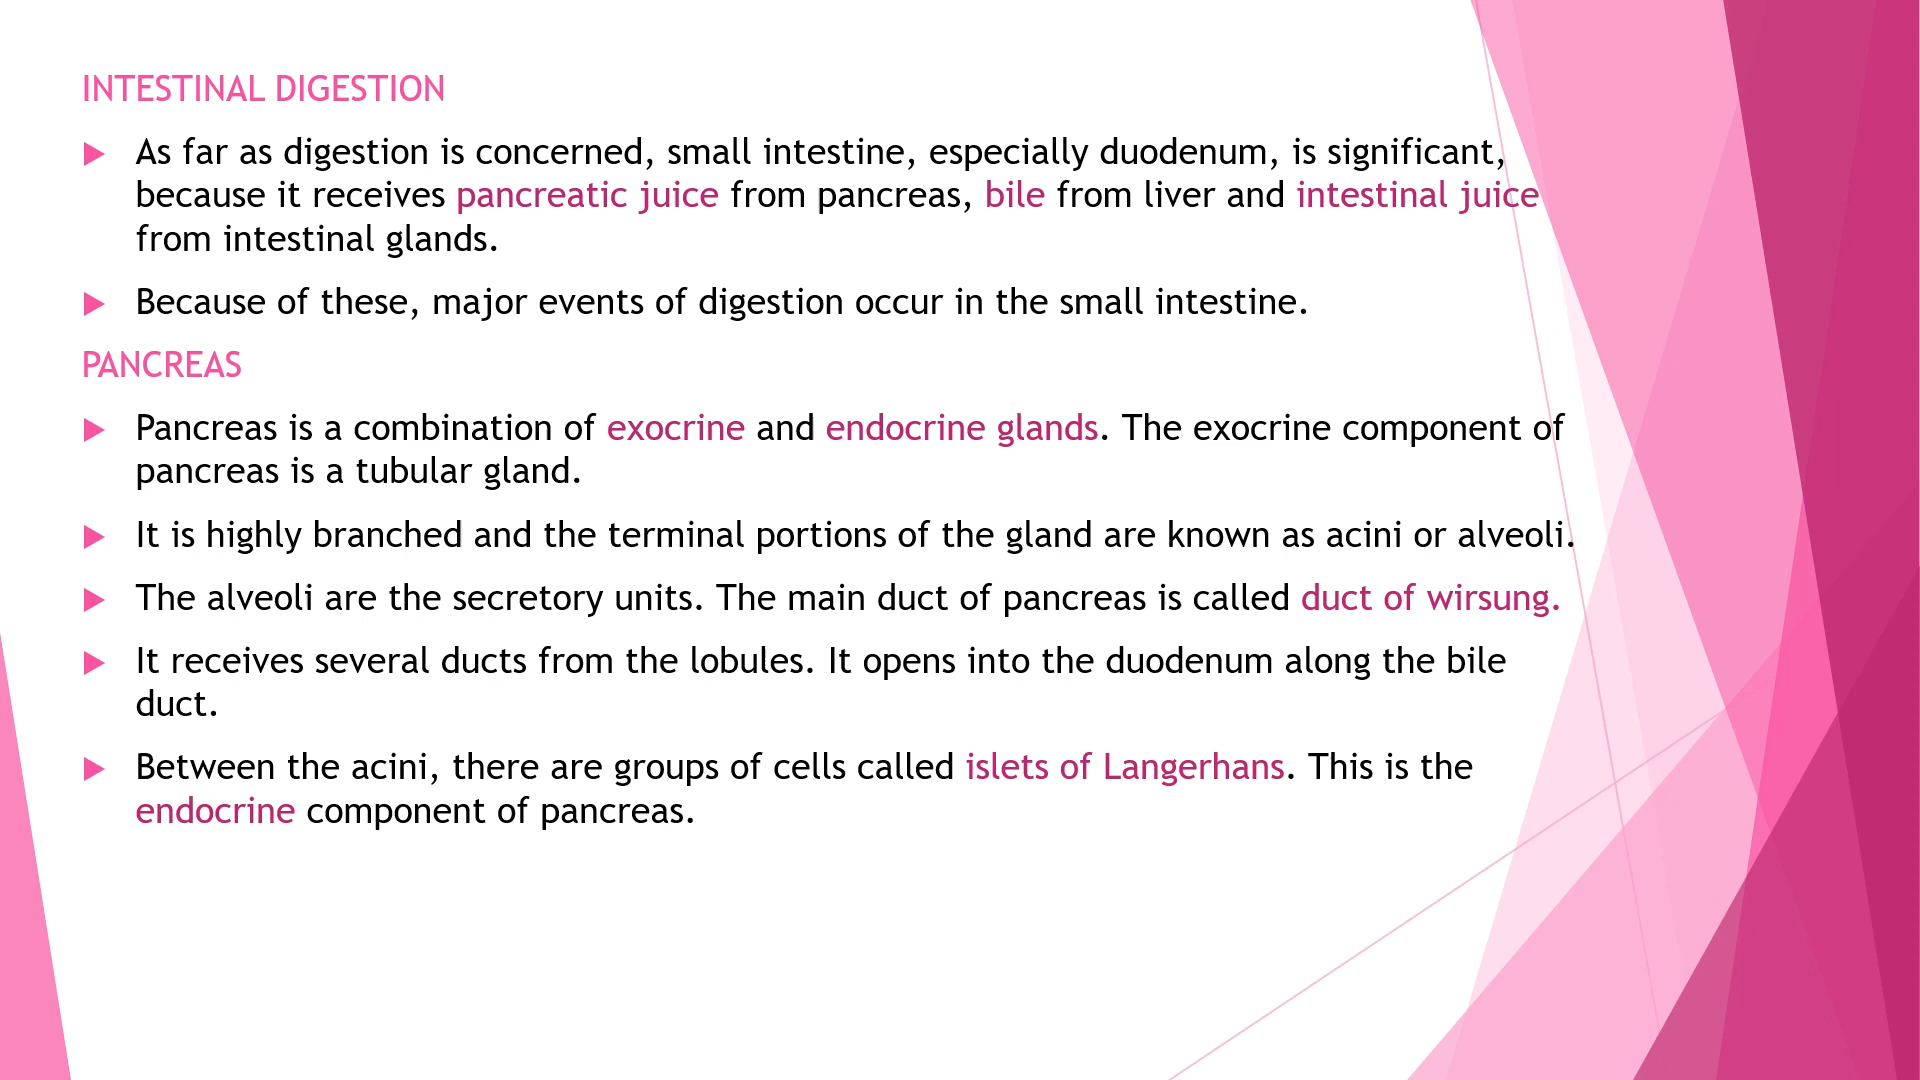 INTESTINAL DIGESTION
As far as digestion is concerned, small intestine, especially duodenum, is significant,
because it receives pancreatic juice from pancreas, bile from liver and intestinal juice
from intestinal glands.
Because of these, major events of digestion occur in the small intestine.
PANCREAS
Pancreas is a combination of exocrine and endocrine glands. The exocrine component of
pancreas is a tubular gland.
It is highly branched and the terminal portions of the gland are known as acini or alveoli.
The alveoli are the secretory units. The main duct of pancreas is called duct of wirsung.
It receives several ducts from the lobules. It opens into the duodenum along the bile
duct.
Between the acini, there are groups of cells called islets of Langerhans. This is the
endocrine component of pancreas.